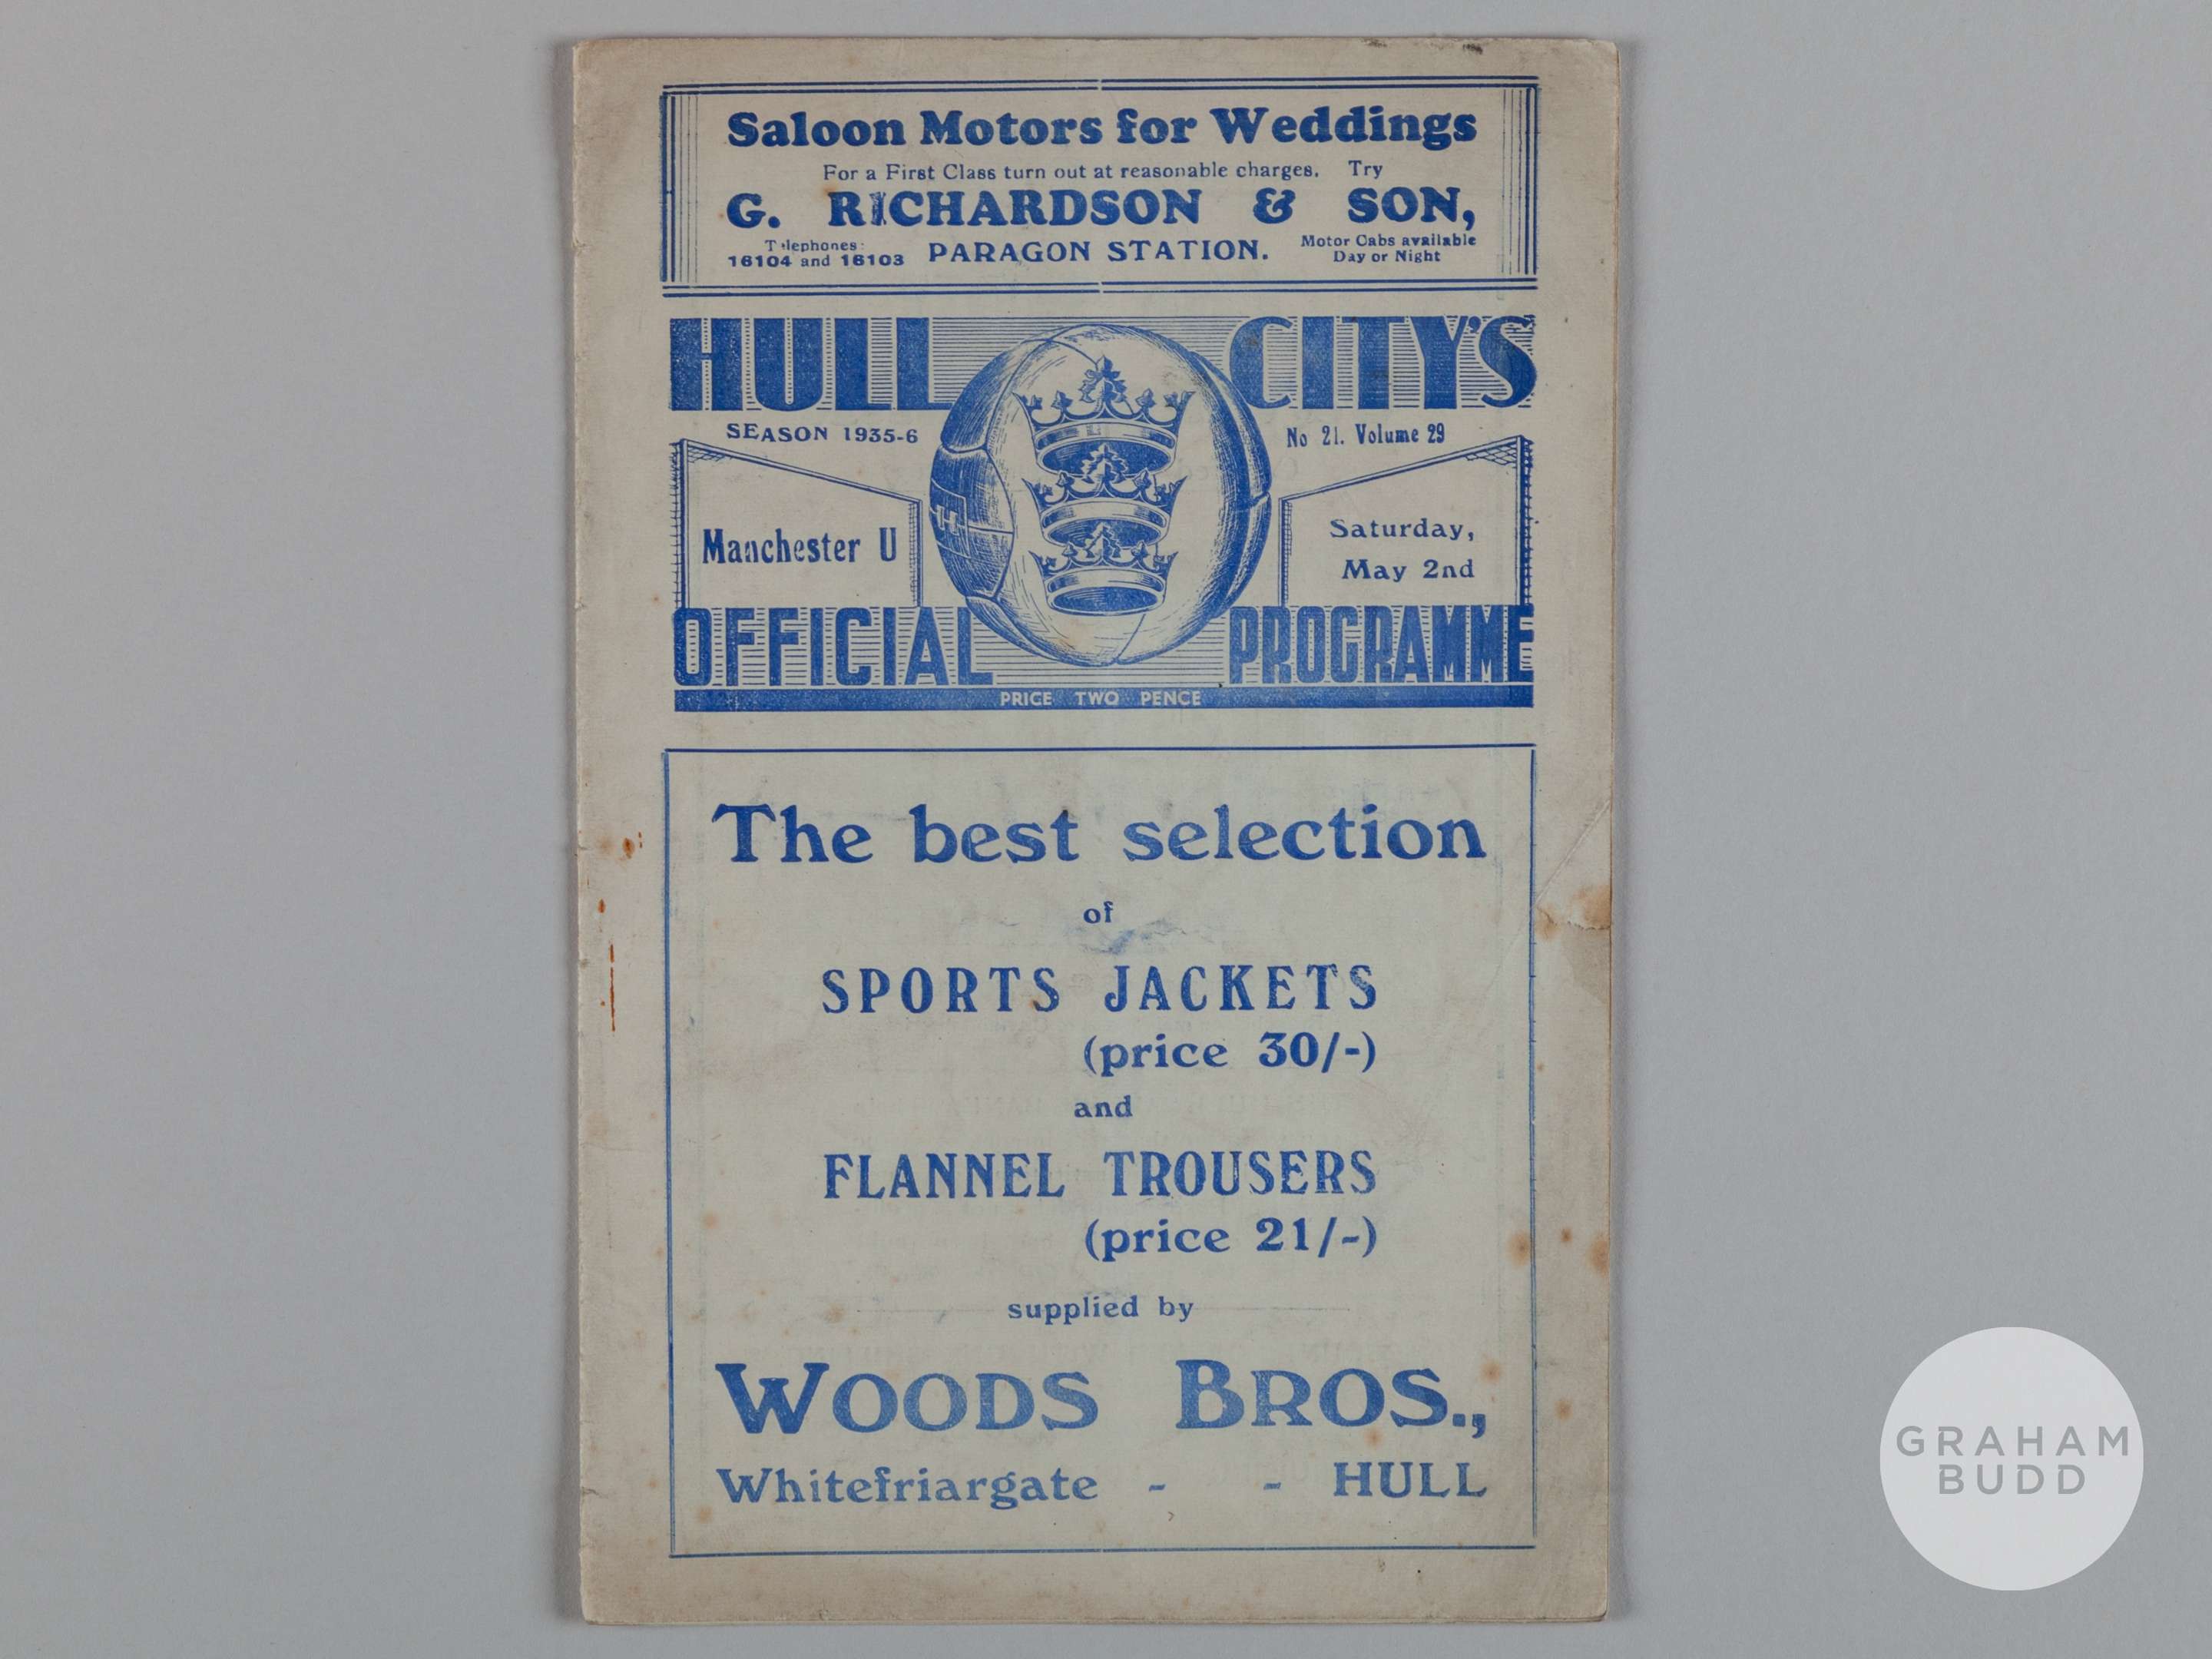 Saloon Motors for Weddings
For a First Class turn out at reasonable charges. Try
G. RICHARDSON & SON,
Telephones:
16104 and 16103
PARAGON STATION.
Motor Cabs available
Day or Night
HULL CITY'S
SEASON 1935-6
No 21. Volume 29
Manchester U
Saturday,
May 2nd
OFFICIAL PROGRAMME
PRICE TWO PENCE
The best selection
of
SPORTS JACKETS
(price 30/-)
and
FLANNEL TROUSERS
(price 21/-)
supplied by
WOODS BROS.,
Whitefriargate - - HULL
GRAHAM
BUDD